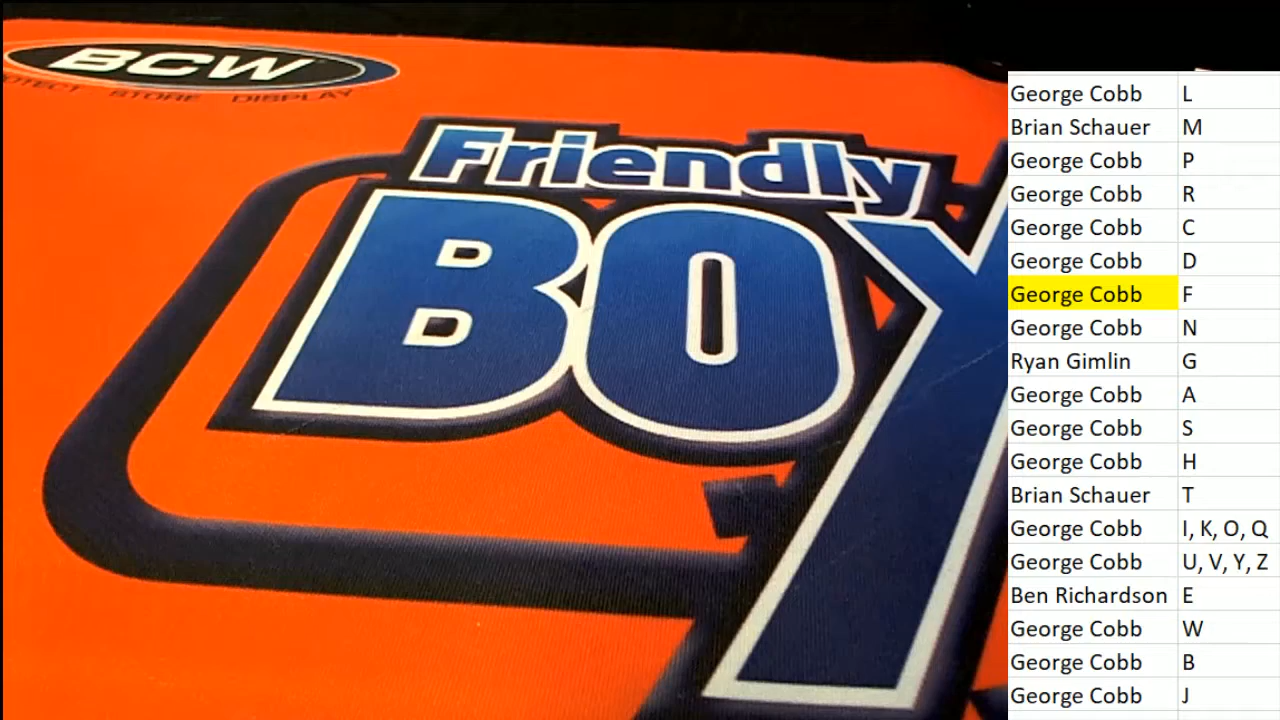 BCW
STORE DISPLAY
Friendly
BOY
George Cobb L
Brian Schauer M
George Cobb P
George Cobb R
George Cobb C
George Cobb D
George Cobb F
George Cobb N
Ryan Gimlin G
George Cobb A
George Cobb S
George Cobb H
Brian Schauer T
George Cobb I, K, O, Q
George Cobb U, V, Y, Z
Ben Richardson E
George Cobb W
George Cobb B
George Cobb J